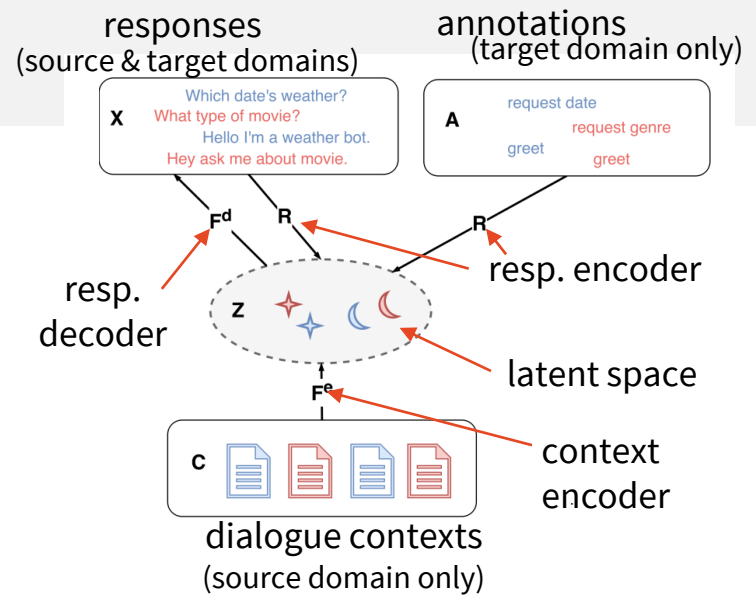 responses
(source & target domains)
annotations
(target domain only)
X
Which date's weather?
What type of movie?
Hello I'm a weather bot.
Hey ask me about movie.
A
request date
request genre
greet
greet
Fd
R
R
resp. encoder
resp.
decoder
Z
latent space
Fe
C
context
encoder
dialogue contexts
(source domain only)